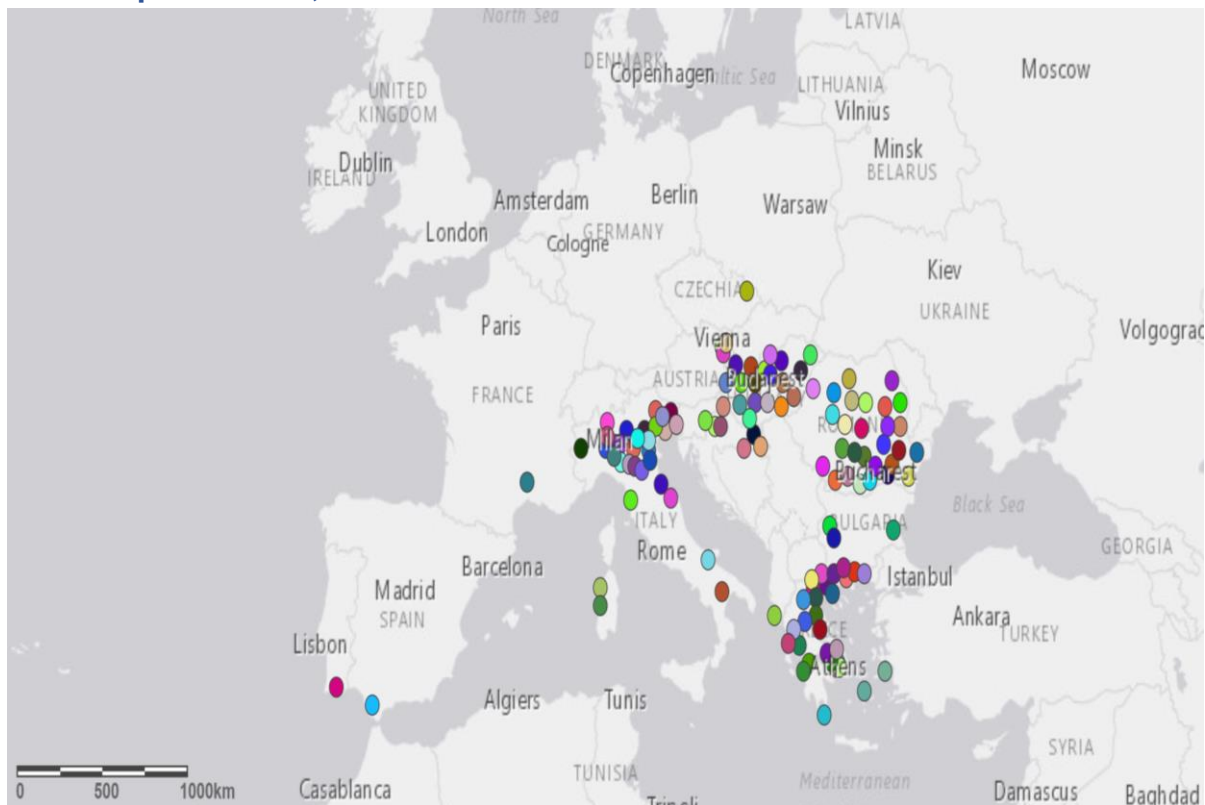 North Sea
LATVIA
DENMARK
Copenhagen
Baltic Sea
Moscow
LITHUANIA
UNITED
KINGDOM
Vilnius
Minsk
BELARUS
Dublin
IRELAND
Berlin
Amsterdam
Warsaw
London
GERMANY
Cologne
Kiev
CZECHIA
UKRAINE
Paris
Vienna
Volgograd
AUSTRIA
Budapest
FRANCE
Milan
Bucharest
Black Sea
ITALY
BULGARIA
GEORGIA
Rome
Barcelona
Istanbul
Madrid
SPAIN
Ankara
TURKEY
Lisbon
Athens
Algiers
Tunis
SYRIA
TUNISIA
Mediterranean
0 500 1000km
Casablanca
Damascus
Baghdad